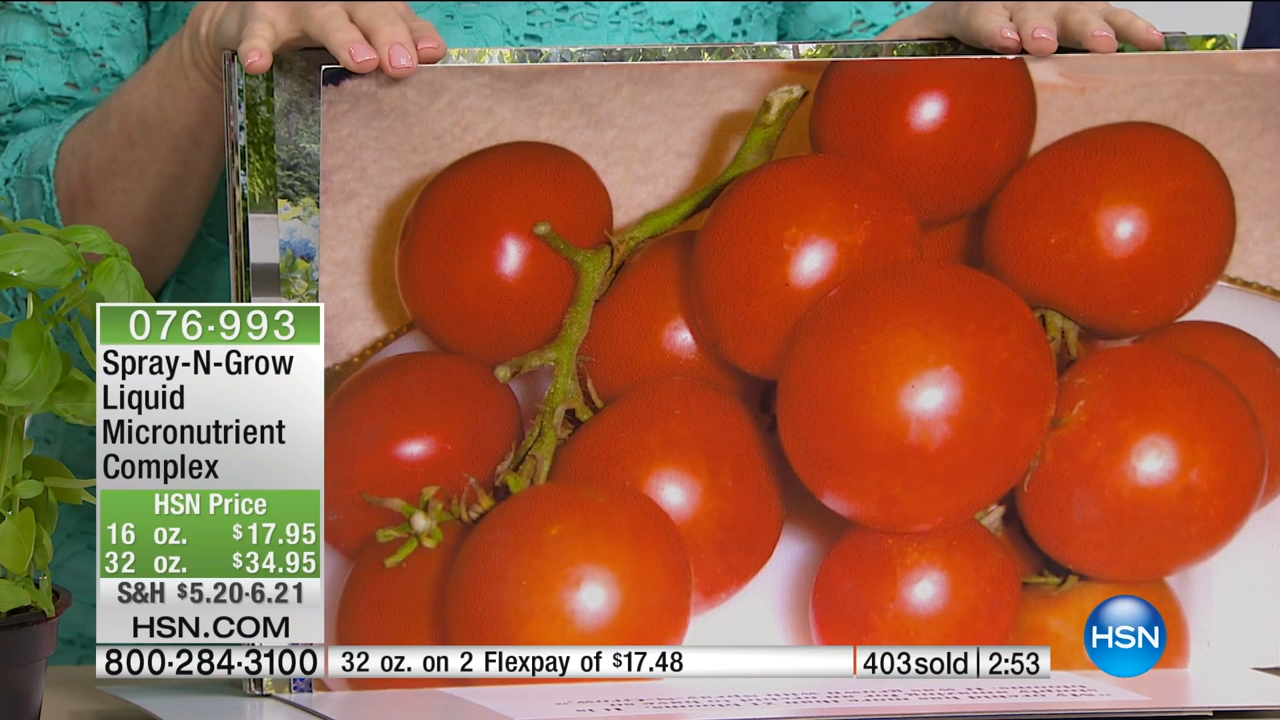 076·993
Spray-N-Grow
Liquid
Micronutrient
Complex
HSN Price
16 oz. $17.95
32 oz. $34.95
S&H $5.20-6.21
HSN.COM
800·284·3100
32 oz. on 2 Flexpay of $17.48
403sold | 2:53
HSN